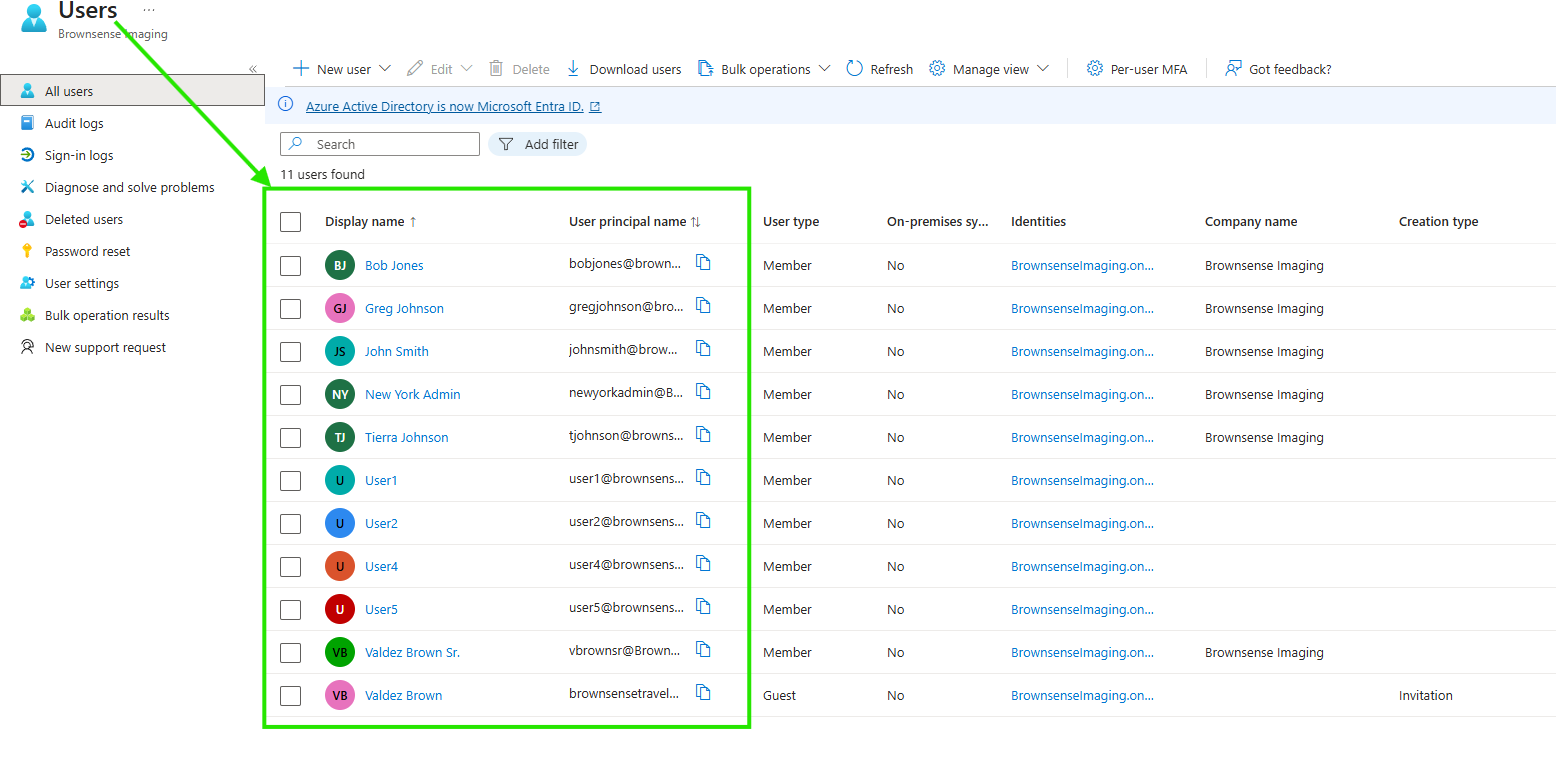 Users ...
Brownsense Imaging
«
New user Edit Delete Download users Bulk operations Refresh Manage view Per-user MFA Got feedback?
All users
Audit logs
Sign-in logs
Diagnose and solve problems
Deleted users
Password reset
User settings
Bulk operation results
New support request
Azure Active Directory is now Microsoft Entra ID.
Search Add filter
11 users found
Display name ↑ User principal name ↑↓ User type On-premises sy... Identities Company name Creation type
BJ Bob Jones bobjones@brown... Member No BrownsenseImaging.on... Brownsense Imaging
GJ Greg Johnson gregjohnson@bro... Member No BrownsenseImaging.on... Brownsense Imaging
JS John Smith johnsmith@brow... Member No BrownsenseImaging.on... Brownsense Imaging
NY New York Admin newyorkadmin@B... Member No BrownsenseImaging.on... Brownsense Imaging
TJ Tierra Johnson tjohnson@browns... Member No BrownsenseImaging.on... Brownsense Imaging
U User1 user1@brownsens... Member No BrownsenseImaging.on...
U User2 user2@brownsens... Member No BrownsenseImaging.on...
U User4 user4@brownsens... Member No BrownsenseImaging.on...
U User5 user5@brownsens... Member No BrownsenseImaging.on...
VB Valdez Brown Sr. vbrownsr@Brown... Member No BrownsenseImaging.on... Brownsense Imaging
VB Valdez Brown brownsensetravel... Guest No BrownsenseImaging.on... Invitation